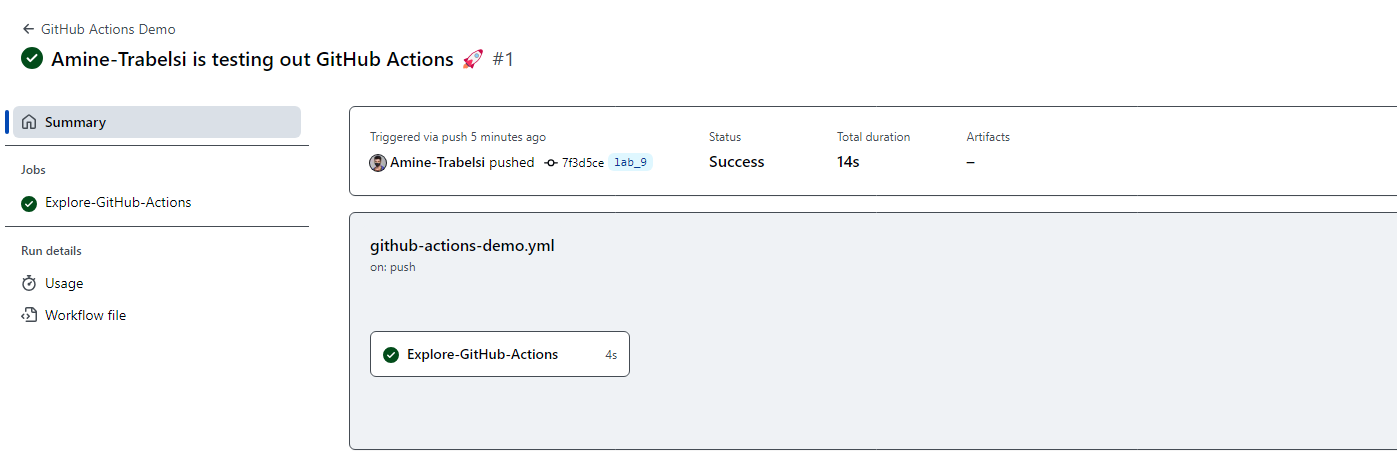 ← GitHub Actions Demo
Amine-Trabelsi is testing out GitHub Actions 🚀 #1
Summary
Jobs
Explore-GitHub-Actions
Run details
Usage
Workflow file
Triggered via push 5 minutes ago
Amine-Trabelsi pushed 7f3d5ce lab_9
Status
Success
Total duration
14s
Artifacts
–
github-actions-demo.yml
on: push
Explore-GitHub-Actions 4s